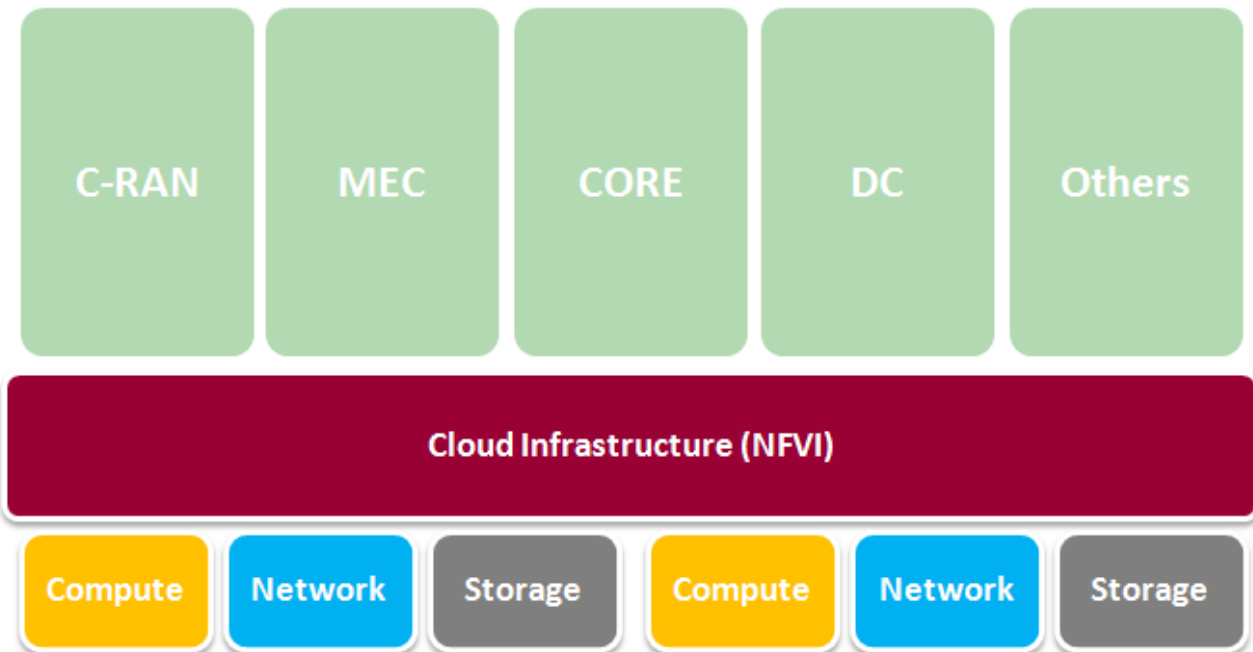 C-RAN
MEC
CORE
DC
Others
Cloud Infrastructure (NFVI)
Compute
Network
Storage
Compute
Network
Storage